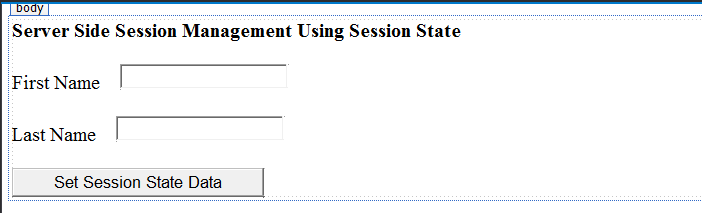 body
Server Side Session Management Using Session State
First Name
Last Name
Set Session State Data